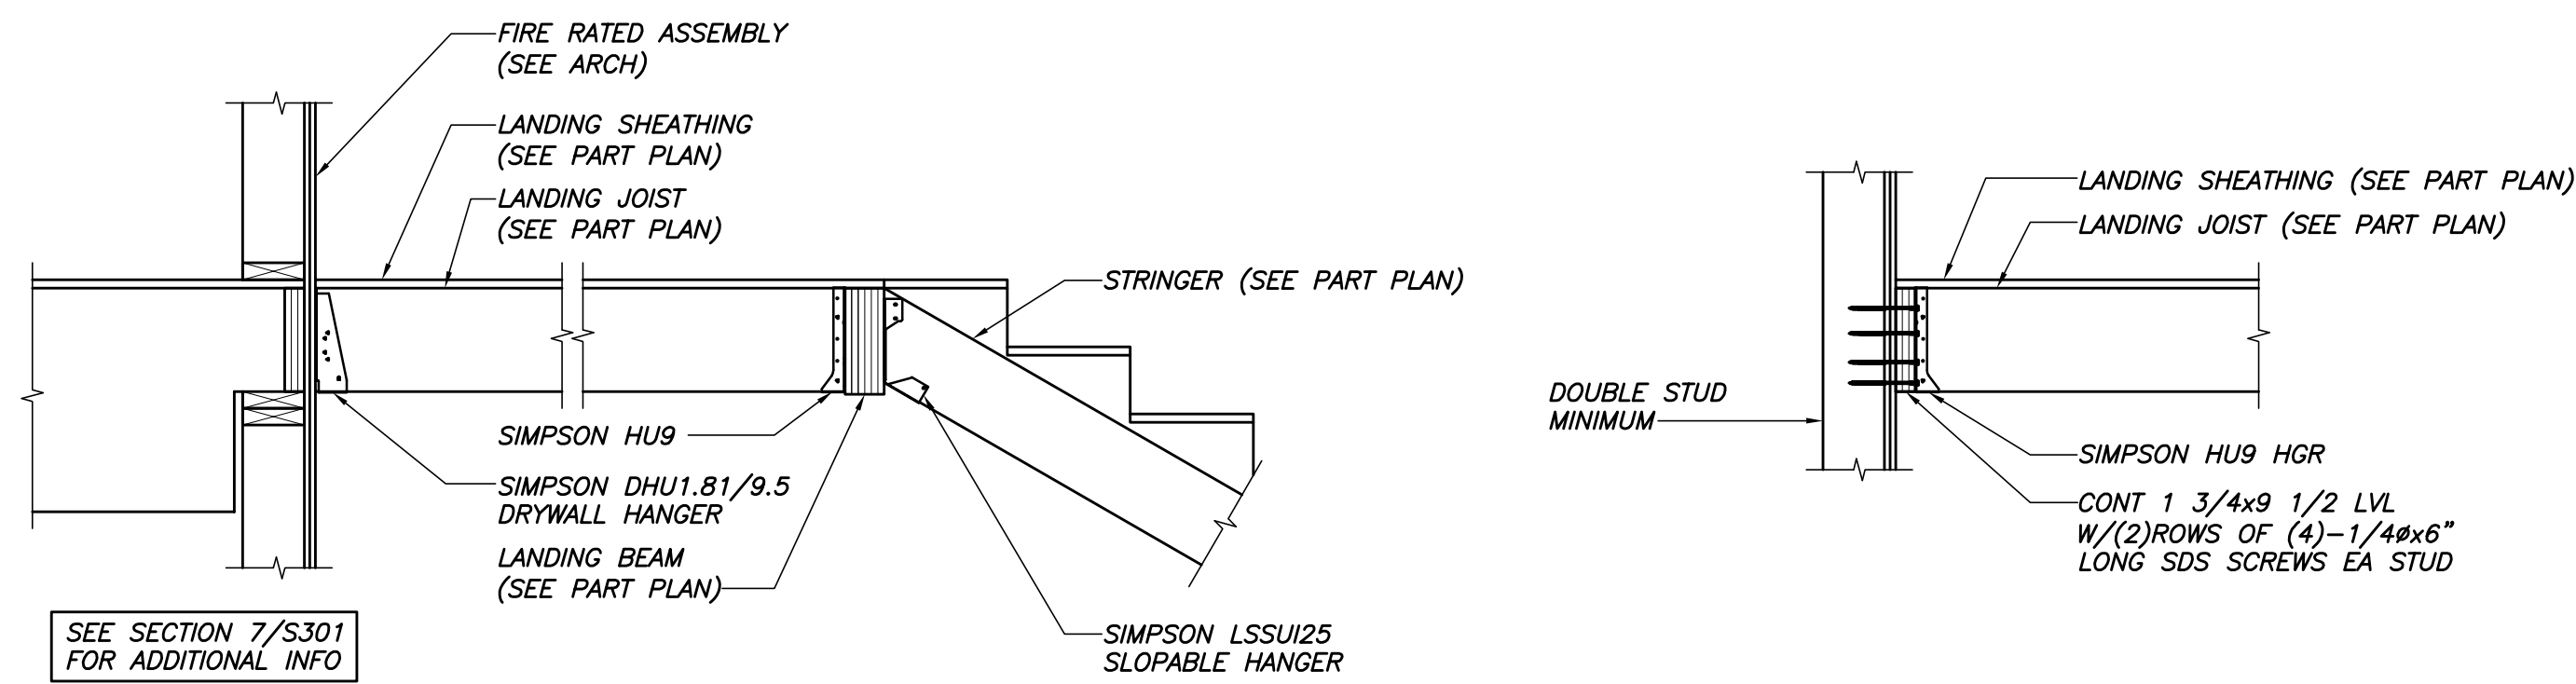 FIRE RATED ASSEMBLY
(SEE ARCH)
LANDING SHEATHING
(SEE PART PLAN)
LANDING JOIST
(SEE PART PLAN)
STRINGER (SEE PART PLAN)
SIMPSON HU9
SIMPSON DHU1.81/9.5
DRYWALL HANGER
LANDING BEAM
(SEE PART PLAN)
SIMPSON LSSUI25
SLOPABLE HANGER
SEE SECTION 7/S301
FOR ADDITIONAL INFO
LANDING SHEATHING (SEE PART PLAN)
LANDING JOIST (SEE PART PLAN)
DOUBLE STUD
MINIMUM
SIMPSON HU9 HGR
CONT 1 3/4x9 1/2 LVL
W/(2)ROWS OF (4)-1/4øx6"
LONG SDS SCREWS EA STUD